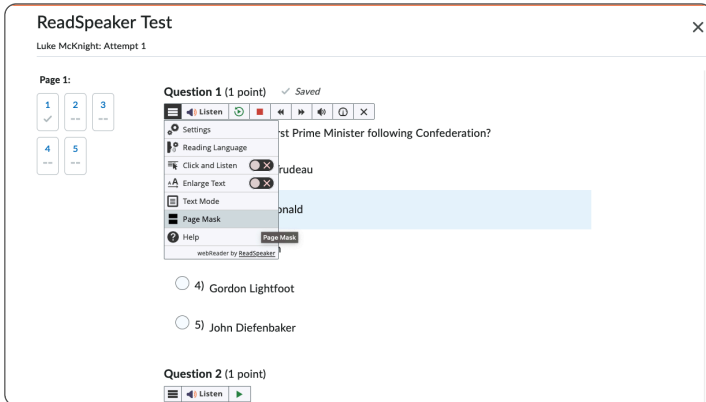 ReadSpeaker Test
Luke McKnight: Attempt 1
Page 1:
1 2 3
-- --
4 5
-- --
Question 1 (1 point) Saved
Listen
rst Prime Minister following Confederation?
Settings
Reading Language
Click and Listen
rudeau
Enlarge Text
Text Mode
onald
Page Mask
Help
Page Mask
webReader by ReadSpeaker
4) Gordon Lightfoot
5) John Diefenbaker
Question 2 (1 point)
Listen